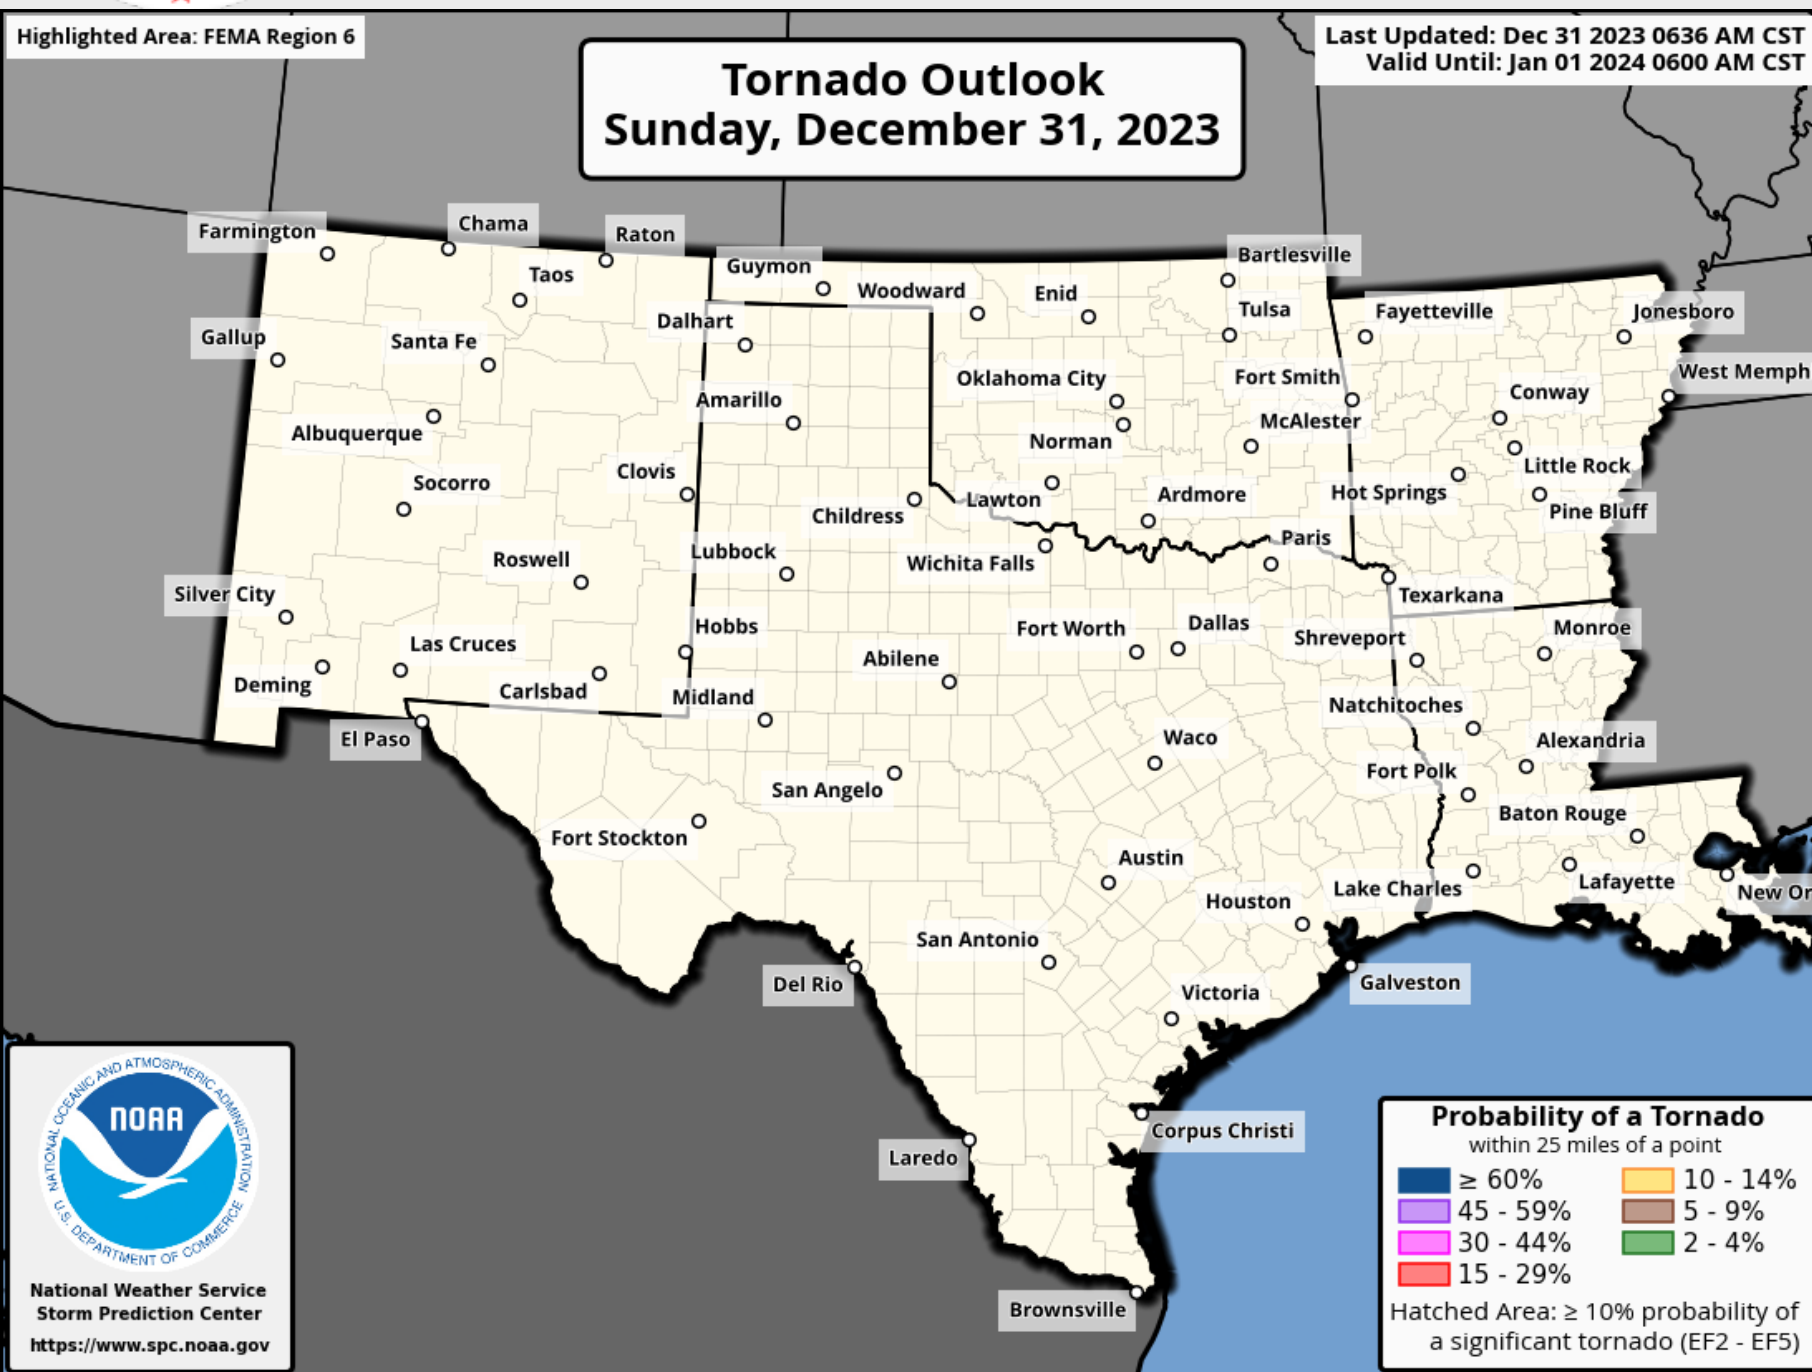 Highlighted Area: FEMA Region 6
Tornado Outlook
Sunday, December 31, 2023
Last Updated: Dec 31 2023 0636 AM CST
Valid Until: Jan 01 2024 0600 AM CST
Farmington
Chama
Raton
Taos
Guymon
Woodward
Enid
Bartlesville
Tulsa
Fayetteville
Jonesboro
Gallup
Santa Fe
Dalhart
Oklahoma City
Fort Smith
West Memph
Conway
Amarillo
Albuquerque
Norman
McAlester
Little Rock
Socorro
Clovis
Childress
Lawton
Ardmore
Hot Springs
Pine Bluff
Roswell
Lubbock
Wichita Falls
Paris
Texarkana
Silver City
Las Cruces
Hobbs
Abilene
Fort Worth
Dallas
Shreveport
Monroe
Deming
Carlsbad
Midland
Natchitoches
El Paso
Waco
Alexandria
San Angelo
Fort Polk
Fort Stockton
Baton Rouge
Austin
Houston
Lake Charles
Lafayette
New Or
San Antonio
Del Rio
Victoria
Galveston
Corpus Christi
Laredo
Brownsville
NATIONAL OCEANIC AND ATMOSPHERIC ADMINISTRATION
NOAA
U.S. DEPARTMENT OF COMMERCE
National Weather Service
Storm Prediction Center
https://www.spc.noaa.gov
Probability of a Tornado
within 25 miles of a point
≥ 60% 10 - 14%
45 - 59% 5 - 9%
30 - 44% 2 - 4%
15 - 29%
Hatched Area: ≥ 10% probability of
a significant tornado (EF2 - EF5)